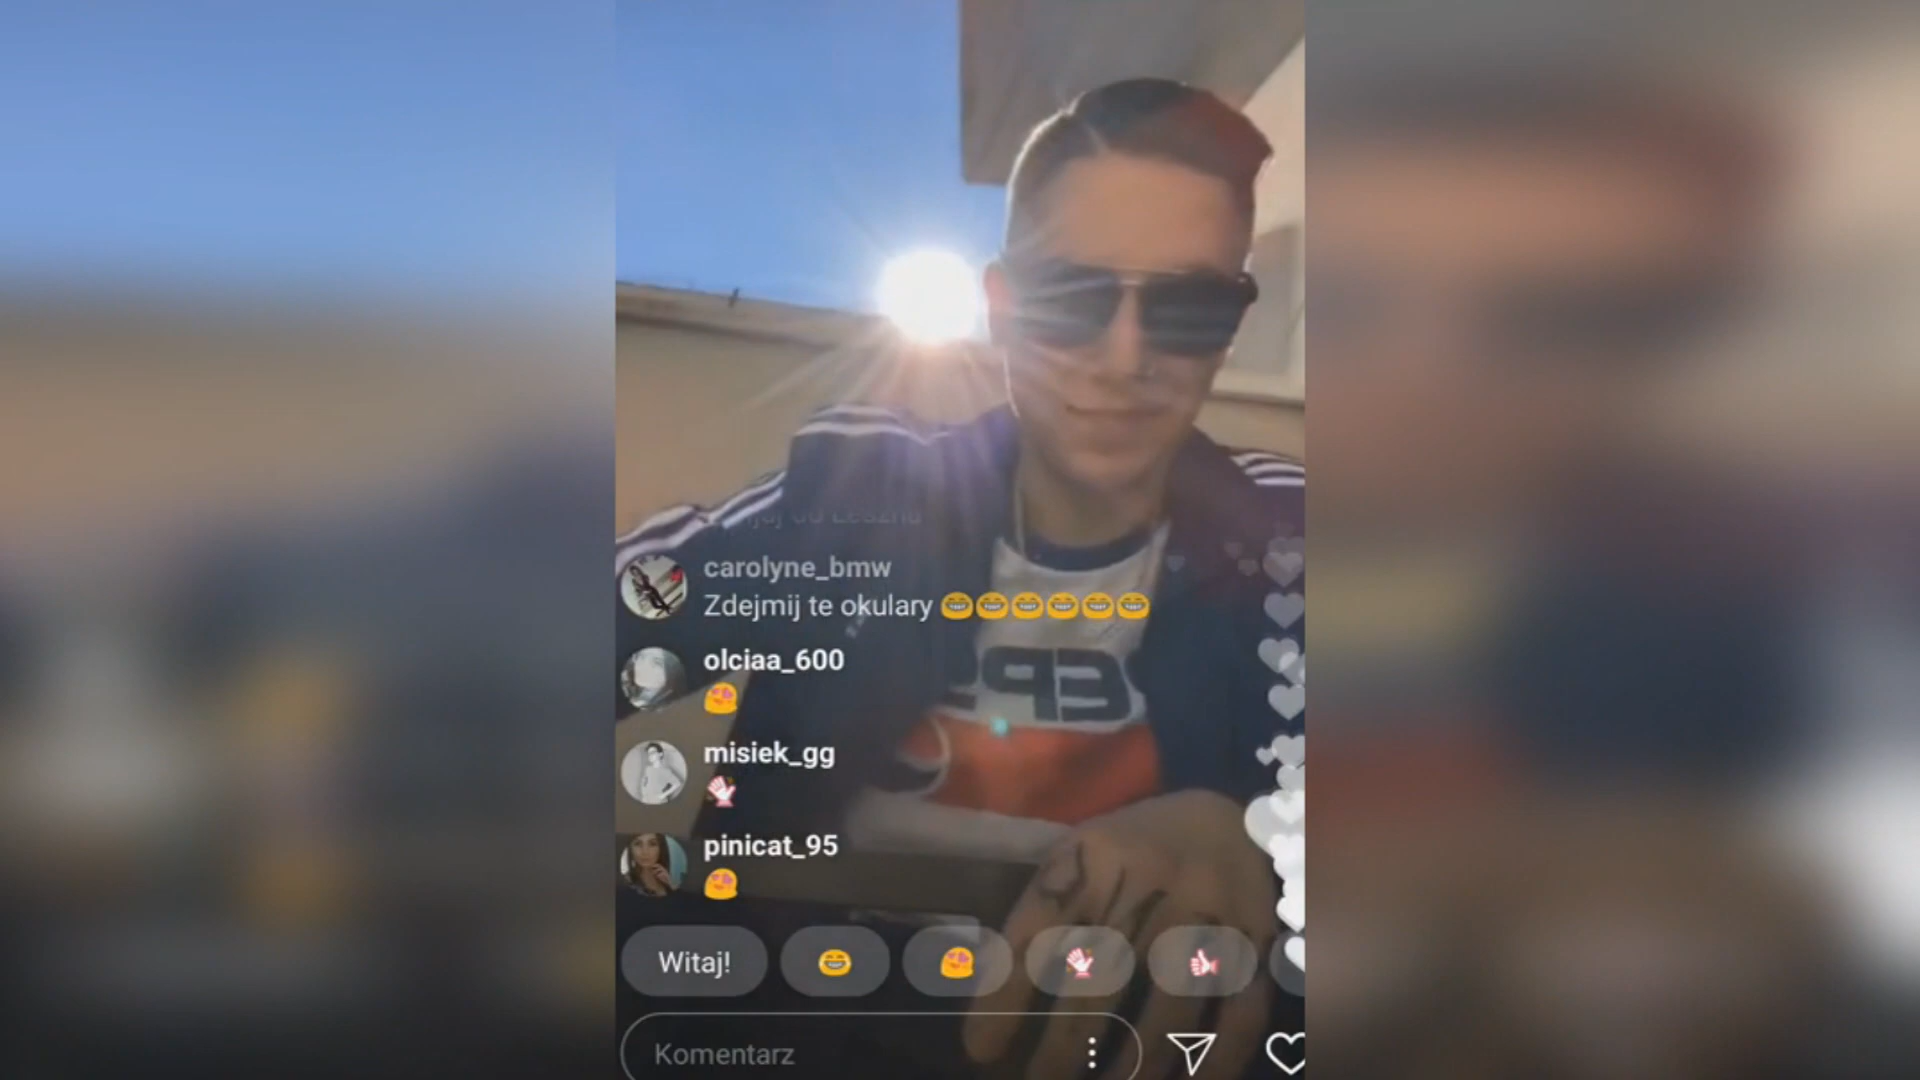 carolyne_bmw
Zdejmij te okulary 😂😂😂😂😂😂
olciaa_600
😍
misiek_gg
👋
pinicat_95
😍
Witaj!
Komentarz